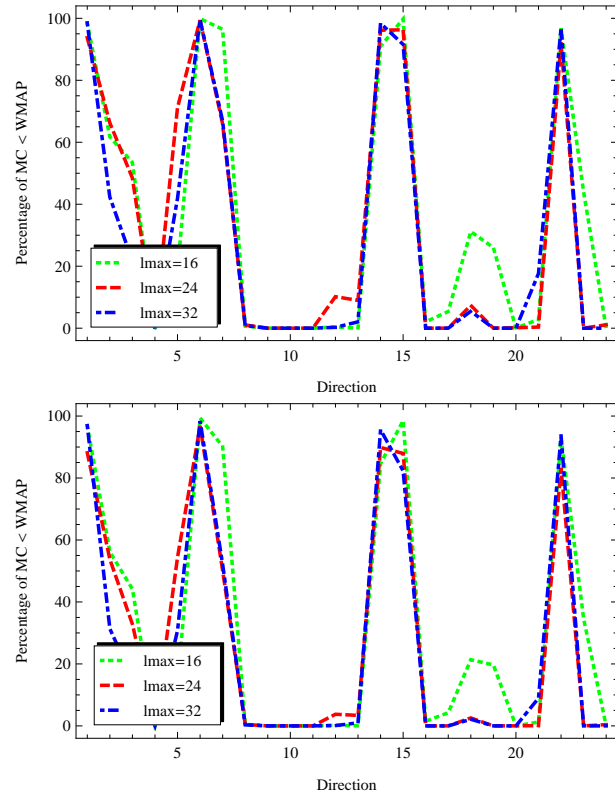 100
80
60
40
20
0
Percentage of MC < WMAP
lmax=16
lmax=24
lmax=32
5
10
15
20
Direction
100
80
60
40
20
0
Percentage of MC < WMAP
lmax=16
lmax=24
lmax=32
5
10
15
20
Direction